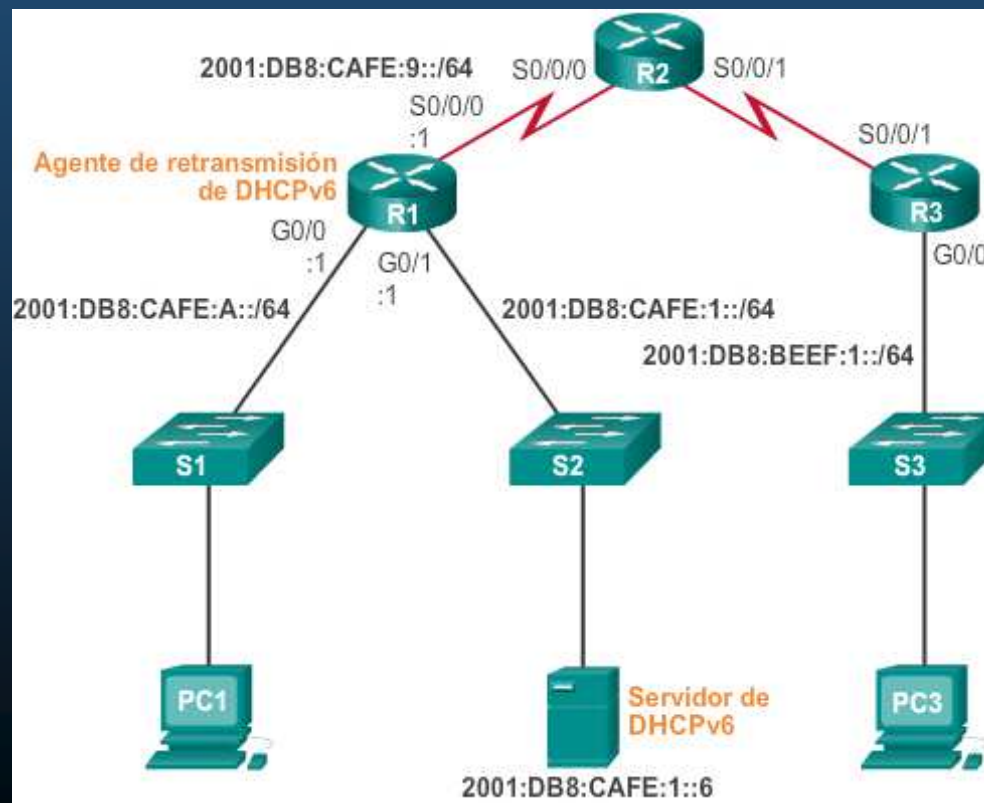 2001:DB8:CAFE:9::/64
S0/0/0
R2
S0/0/1
S0/0/0
:1
S0/0/1
Agente de retransmisión
de DHCPv6
R1
R3
G0/0
:1
G0/1
:1
G0/0
2001:DB8:CAFE:A::/64
2001:DB8:CAFE:1::/64
2001:DB8:BEEF:1::/64
S1
S2
S3
PC1
Servidor de
DHCPv6
PC3
2001:DB8:CAFE:1::6